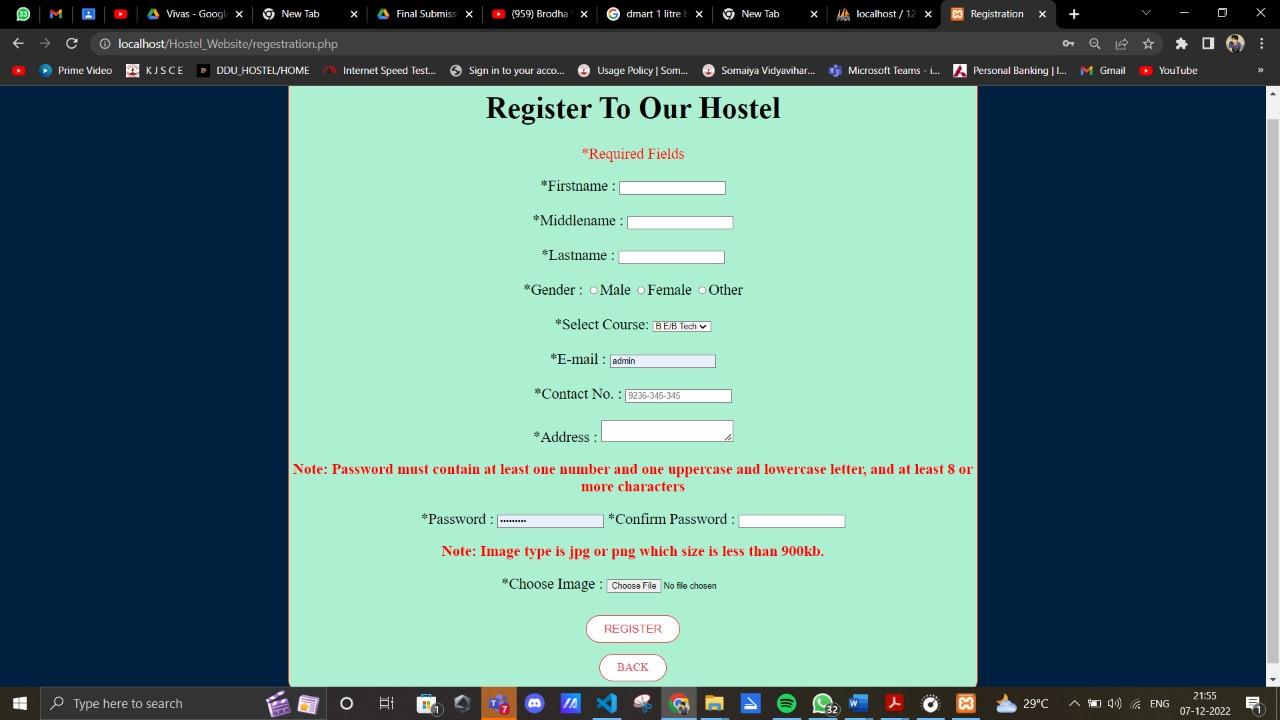 33
Vivas - Google
New Tab
Final Submiss
(959) Brodha
dmart 1 litre b
New Tab
localhost / 12
Registration
localhost/Hostel_Website/regestration.php
Prime Video
K J S C E
DDU_HOSTEL/HOME
Internet Speed Test...
Sign in to your acco...
Usage Policy | Som...
Somaiya Vidyavihar...
Microsoft Teams - i...
Personal Banking | I...
Gmail
YouTube
»
Register To Our Hostel
*Required Fields
*Firstname :
*Middlename :
*Lastname :
*Gender : Male Female Other
*Select Course: B.E/B.Tech
*E-mail : admin
*Contact No. : 9236-345-345
*Address :
Note: Password must contain at least one number and one uppercase and lowercase letter, and at least 8 or
more characters
*Password : ••••••••• *Confirm Password :
Note: Image type is jpg or png which size is less than 900kb.
*Choose Image : Choose File No file chosen
REGISTER
BACK
Type here to search
1
7
32
29°C
ENG
21:55
07-12-2022
1